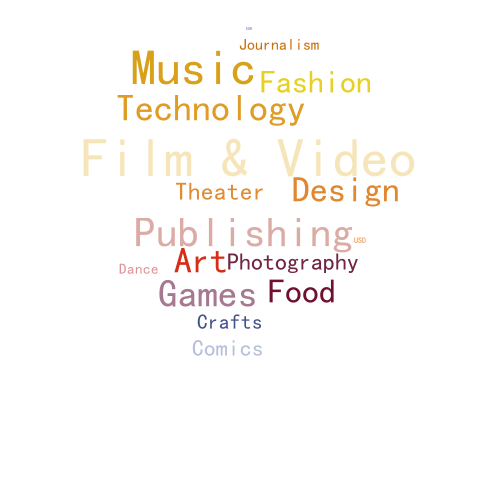 Journalism
Music
Fashion
Technology
Film & Video
Theater
Design
Publishing
USD
Art
Photography
Dance
Games
Food
Crafts
Comics